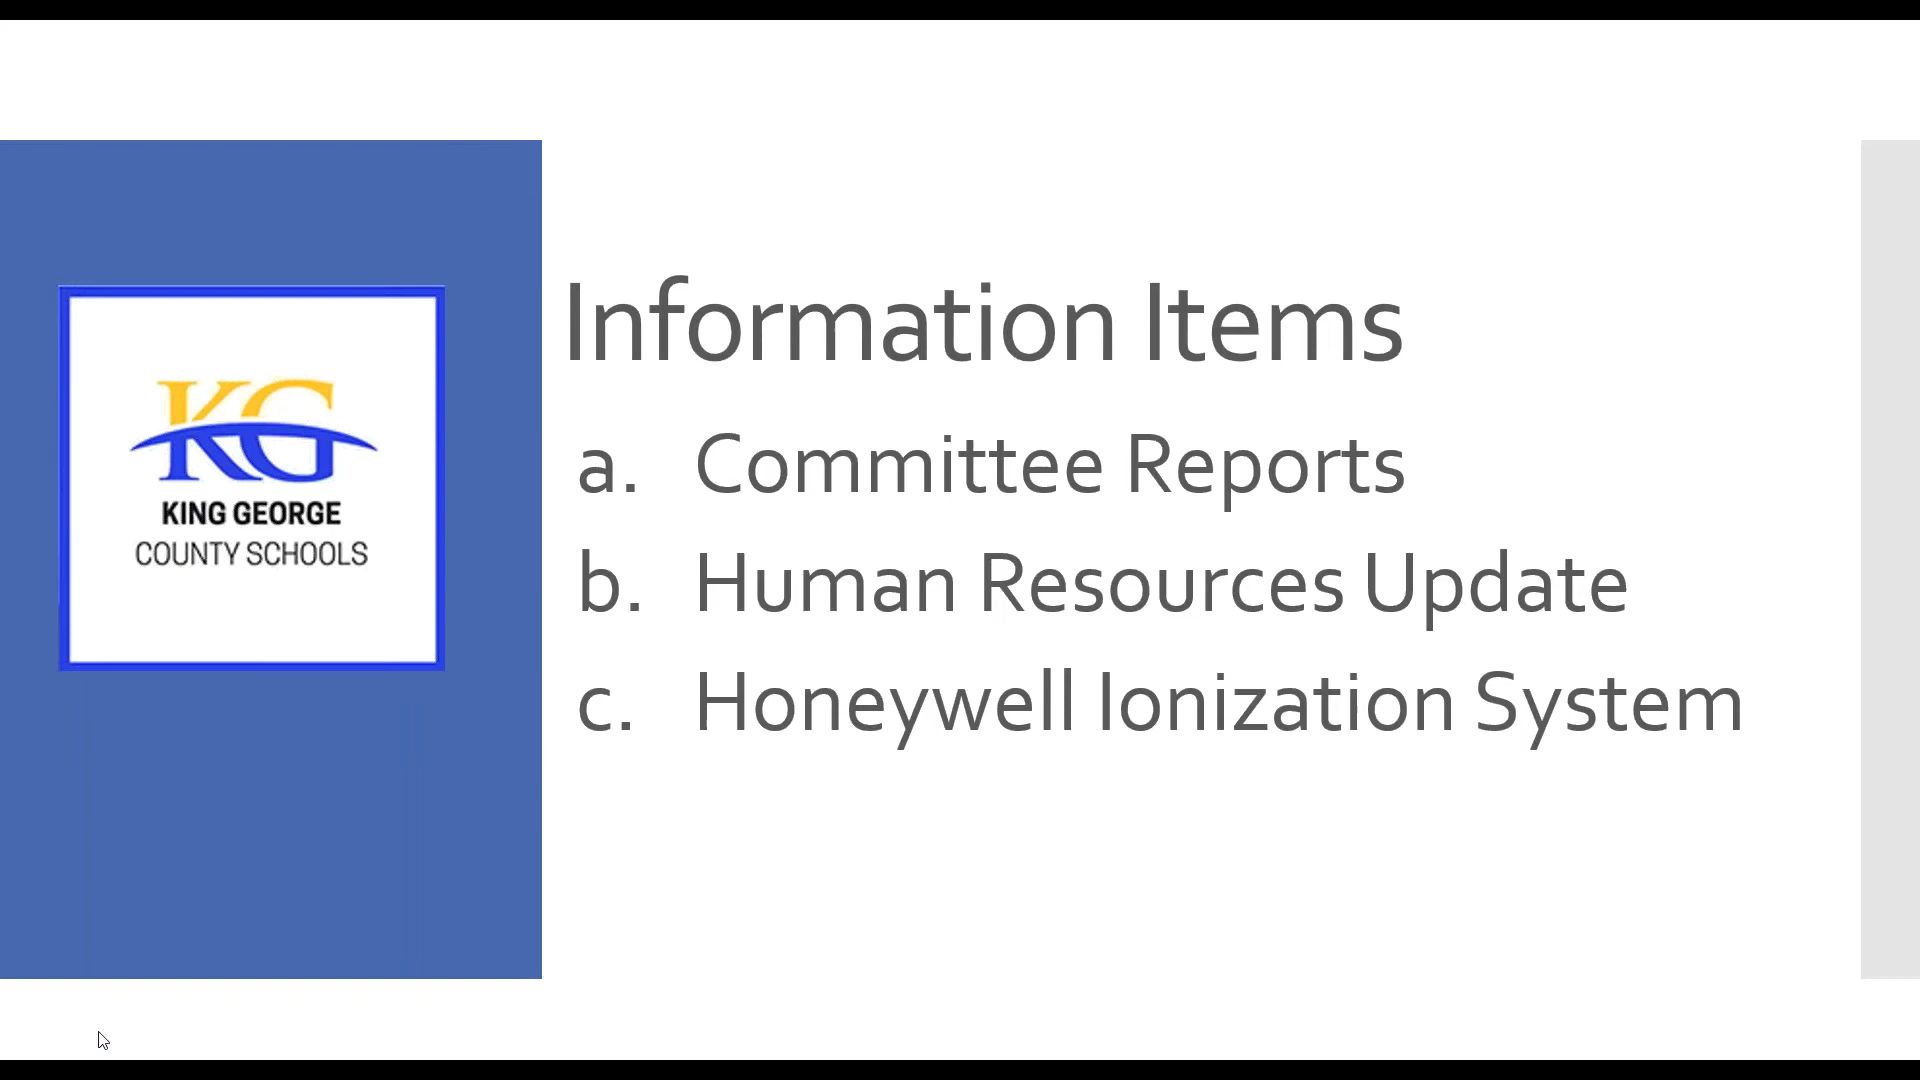 KG
KING GEORGE
COUNTY SCHOOLS
Information Items
a. Committee Reports
b. Human Resources Update
c. Honeywell Ionization System